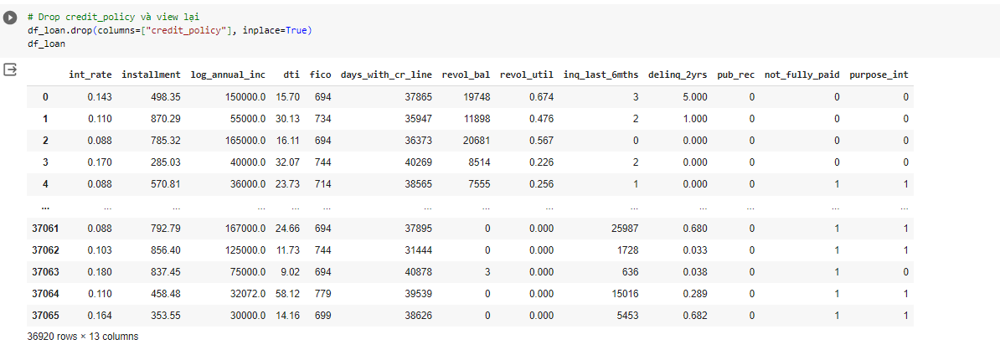 # Drop credit_policy và view lại
df_loan.drop(columns=["credit_policy"], inplace=True)
df_loan
int_rate installment log_annual_inc dti fico days_with_cr_line revol_bal revol_util inq_last_6mths delinq_2yrs pub_rec not_fully_paid purpose_int
0 0.143 498.35 150000.0 15.70 694 37865 19748 0.674 3 5.000 0 0 0
1 0.110 870.29 55000.0 30.13 734 35947 11898 0.476 2 1.000 0 0 0
2 0.088 785.32 165000.0 16.11 694 36373 20681 0.567 0 0.000 0 0 0
3 0.170 285.03 40000.0 32.07 744 40269 8514 0.226 2 0.000 0 0 0
4 0.088 570.81 36000.0 23.73 714 38565 7555 0.256 1 0.000 0 1 1
... ... ... ... ... ... ... ... ... ... ... ... ... ...
37061 0.088 792.79 167000.0 24.66 694 37895 0 0.000 25987 0.680 0 1 1
37062 0.103 856.40 125000.0 11.73 744 31444 0 0.000 1728 0.033 0 1 1
37063 0.180 837.45 75000.0 9.02 694 40878 3 0.000 636 0.038 0 1 0
37064 0.110 458.48 32072.0 58.12 779 39539 0 0.000 15016 0.289 0 1 1
37065 0.164 353.55 30000.0 14.16 699 38626 0 0.000 5453 0.682 0 1 1
36920 rows × 13 columns